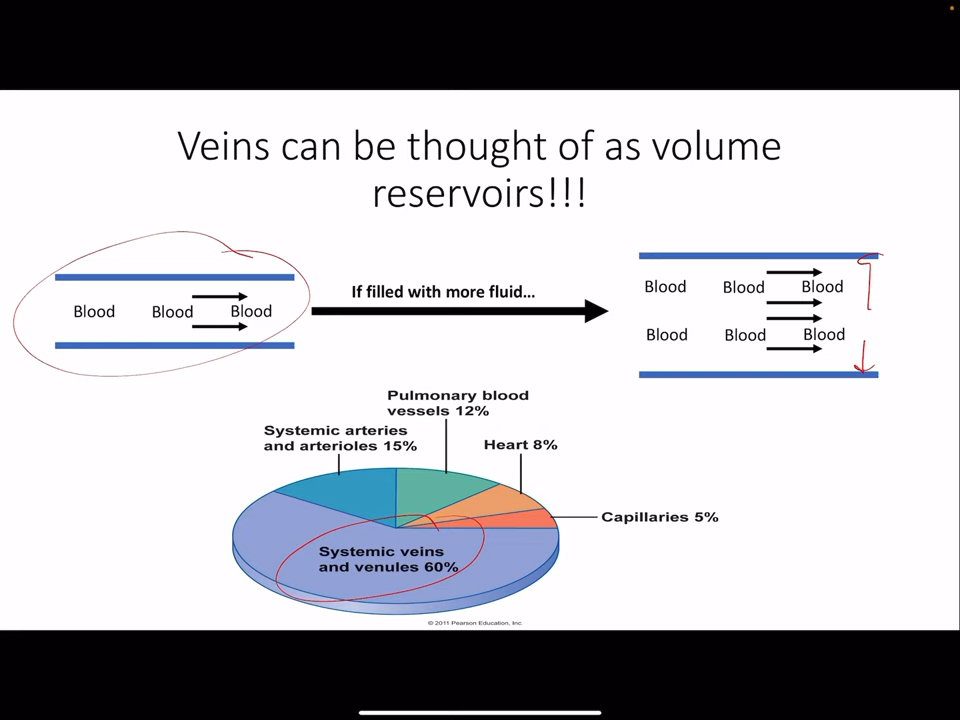 Veins can be thought of as volume
reservoirs!!!
Blood Blood Blood
If filled with more fluid...
Blood Blood Blood
Blood Blood Blood
Pulmonary blood
vessels 12%
Systemic arteries
and arterioles 15%
Heart 8%
Capillaries 5%
Systemic veins
and venules 60%
© 2011 Pearson Education, Inc.